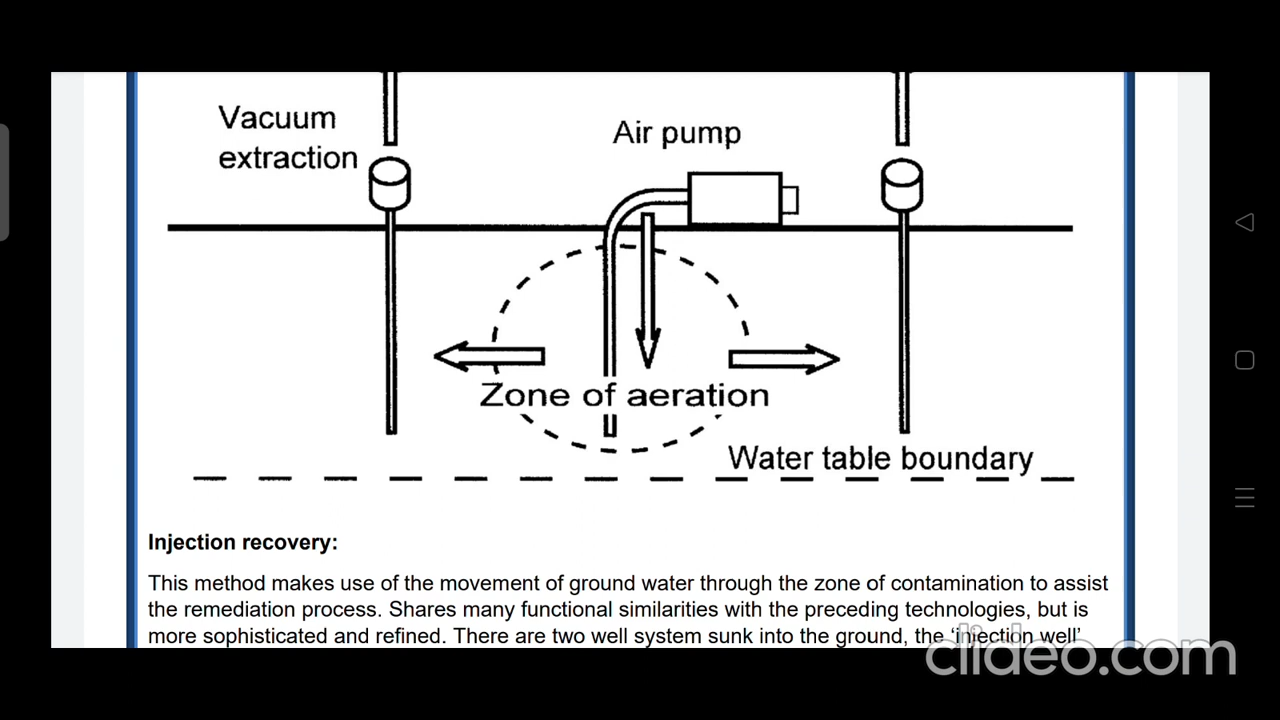 Vacuum
extraction
Air pump
Zone of aeration
Water table boundary
Injection recovery:
This method makes use of the movement of ground water through the zone of contamination to assist
the remediation process. Shares many functional similarities with the preceding technologies, but is
more sophisticated and refined. There are two well system sunk into the ground, the ‘injection well’
clideo.com